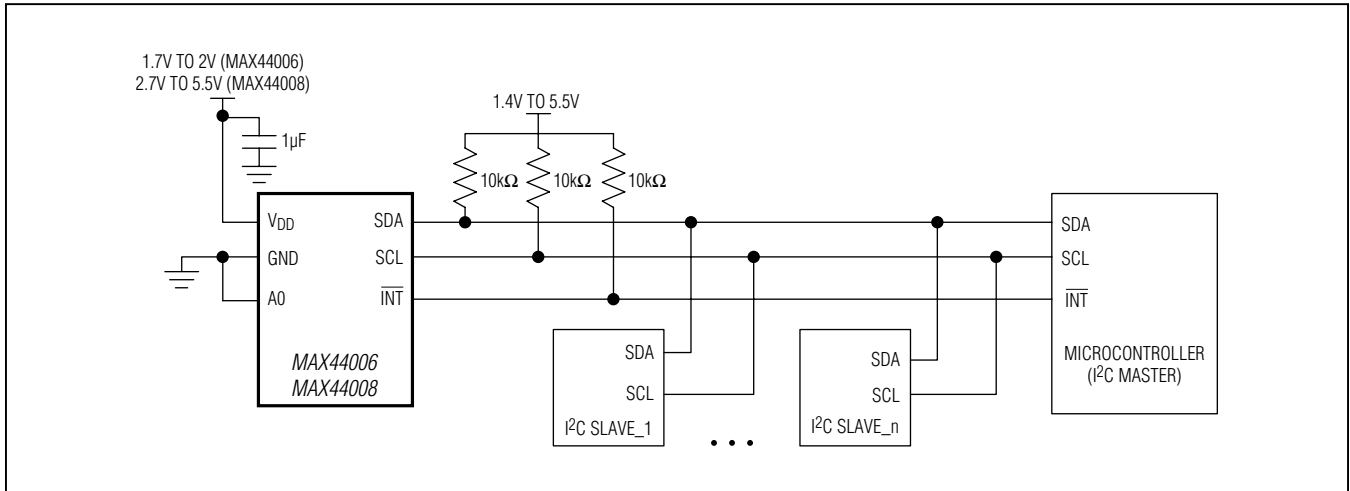 1.7V TO 2V (MAX44006)
2.7V TO 5.5V (MAX44008)
1µF
1.4V TO 5.5V
10kΩ
10kΩ
10kΩ
VDD
GND
A0
SDA
SCL
INT
MAX44006
MAX44008
SDA
SCL
I2C SLAVE_1
• • •
SDA
SCL
I2C SLAVE_n
SDA
SCL
INT
MICROCONTROLLER
(I2C MASTER)